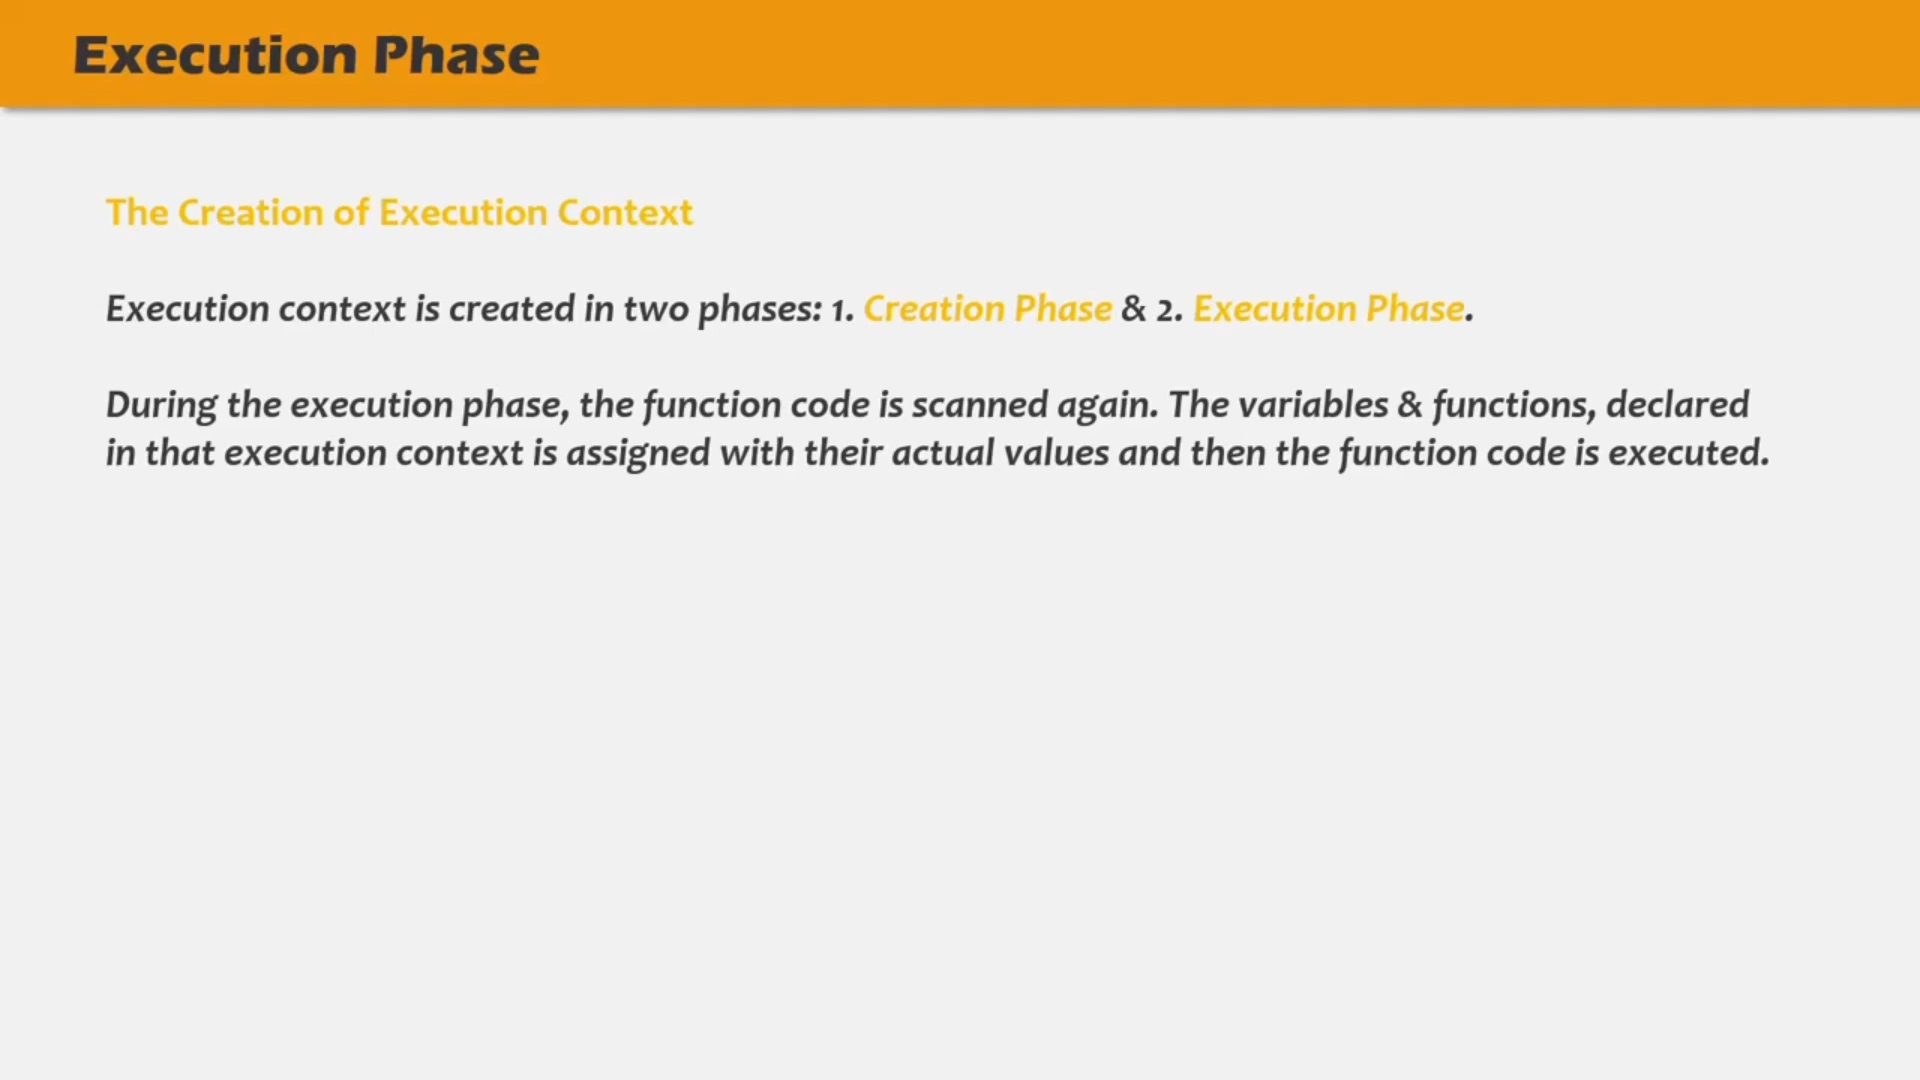 Execution Phase
The Creation of Execution Context
Execution context is created in two phases: 1. Creation Phase & 2. Execution Phase.
During the execution phase, the function code is scanned again. The variables & functions, declared
in that execution context is assigned with their actual values and then the function code is executed.